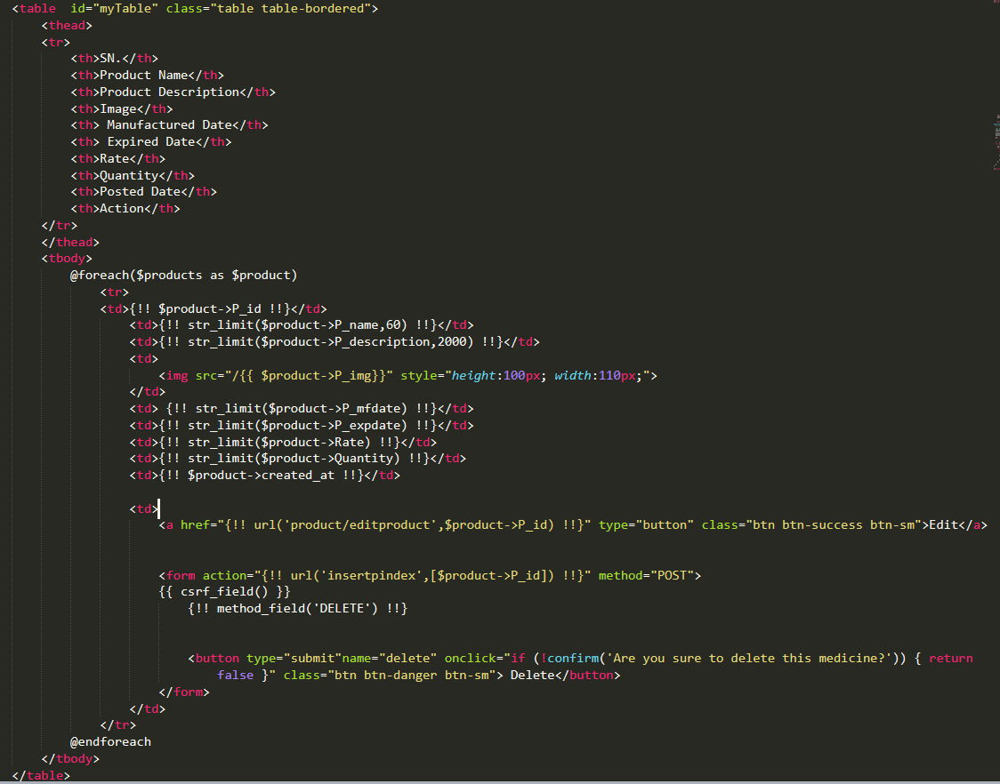 <table  id="myTable" class="table table-bordered">
    <thead>
    <tr>
        <th>SN.</th>
        <th>Product Name</th>
        <th>Product Description</th>
        <th>Image</th>
        <th> Manufactured Date</th>
        <th> Expired Date</th>
        <th>Rate</th>
        <th>Quantity</th>
        <th>Posted Date</th>
        <th>Action</th>
    </tr>
    </thead>
    <tbody>
        @foreach($products as $product)
            <tr>
            <td>{!! $product->P_id !!}</td>
                <td>{!! str_limit($product->P_name,60) !!}</td>
                <td>{!! str_limit($product->P_description,2000) !!}</td>
                <td>
                    <img src="/{{ $product->P_img}}" style="height:100px; width:110px;">
                </td>
                <td> {!! str_limit($product->P_mfdate) !!}</td>
                <td>{!! str_limit($product->P_expdate) !!}</td>
                <td>{!! str_limit($product->Rate) !!}</td>
                <td>{!! str_limit($product->Quantity) !!}</td>
                <td>{!! $product->created_at !!}</td>
                <td>
                    <a href="{!! url('product/editproduct',$product->P_id) !!}" type="button" class="btn btn-success btn-sm">Edit</a>
                    <form action="{!! url('insertpindex',[$product->P_id]) !!}" method="POST">
                    {{ csrf_field() }}
                        {!! method_field('DELETE') !!}
                        <button type="submit"name="delete" onclick="if (!confirm('Are you sure to delete this medicine?')) { return
                            false }" class="btn btn-danger btn-sm"> Delete</button>
                    </form>
                </td>
            </tr>
        @endforeach
    </tbody>
</table>